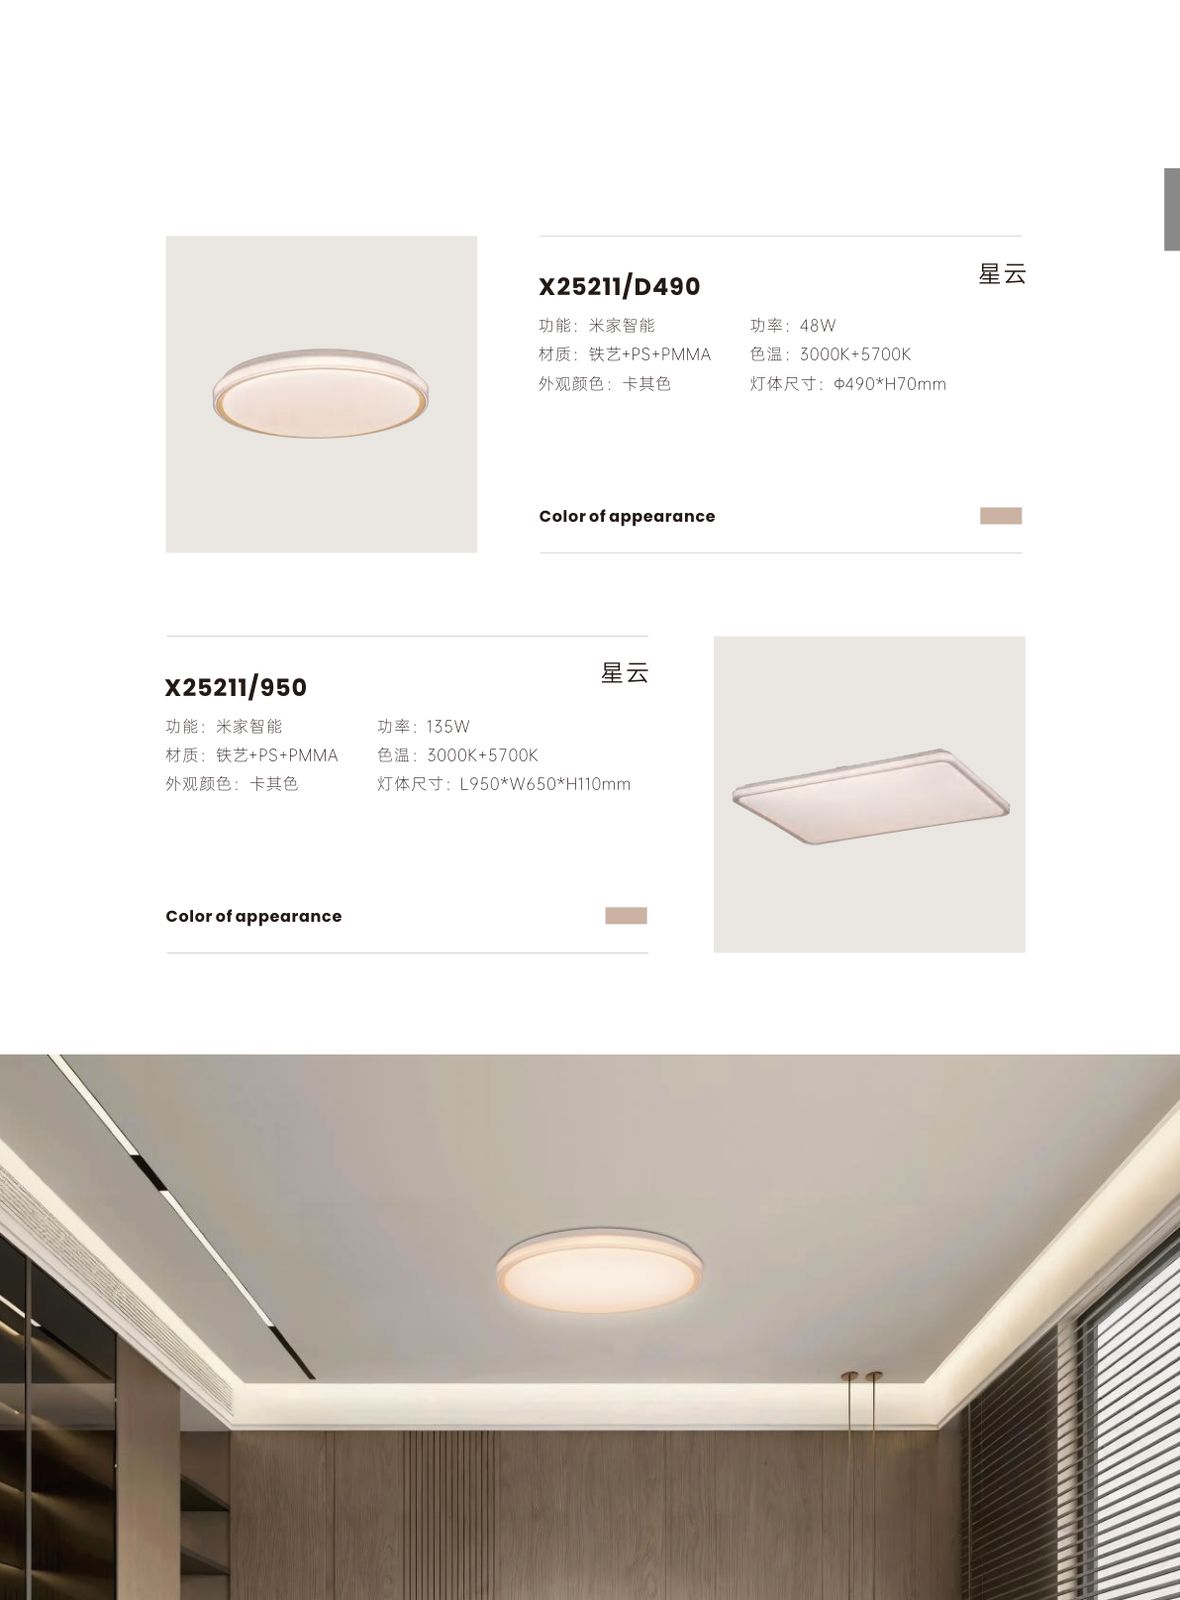 星云
X25211/D490
功能：米家智能
功率：48W
材质：铁艺+PS+PMMA
色温：3000K+5700K
外观颜色：卡其色
灯体尺寸：Φ490*H70mm
Color of appearance
星云
X25211/950
功能：米家智能
功率：135W
材质：铁艺+PS+PMMA
色温：3000K+5700K
外观颜色：卡其色
灯体尺寸：L950*W650*H110mm
Color of appearance